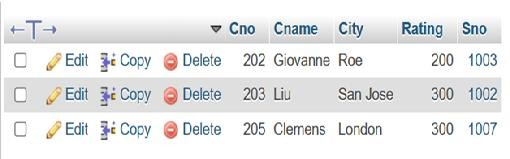 Cno Cname City Rating Sno
Edit Copy Delete 202 Giovanne Roe 200 1003
Edit Copy Delete 203 Liu San Jose 300 1002
Edit Copy Delete 205 Clemens London 300 1007